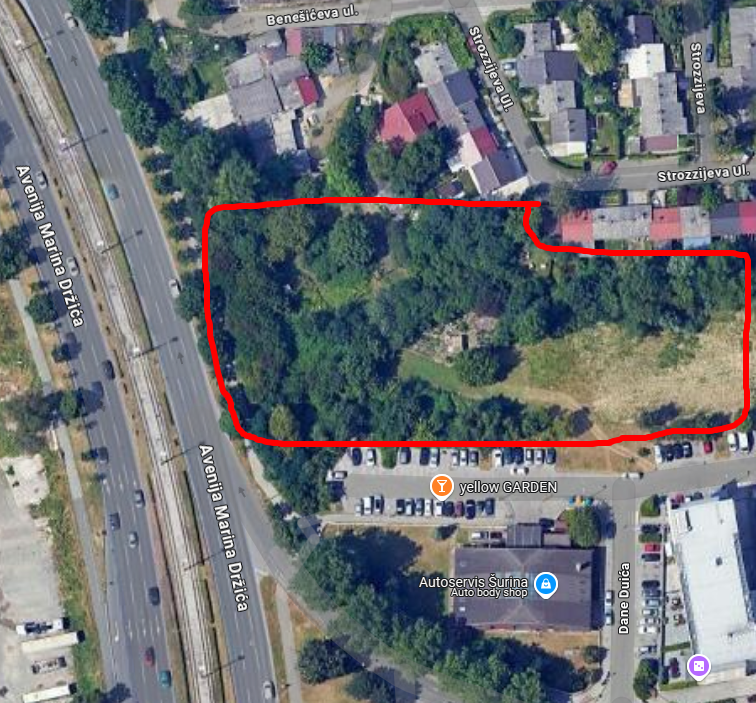 Benešićeva ul.
Strozzijeva Ul.
Strozzijeva
Strozzijeva Ul.
Avenija Marina Držića
Avenija Marina Držića
yellow GARDEN
Autoservis Šurina
Auto body shop
Dane Duića